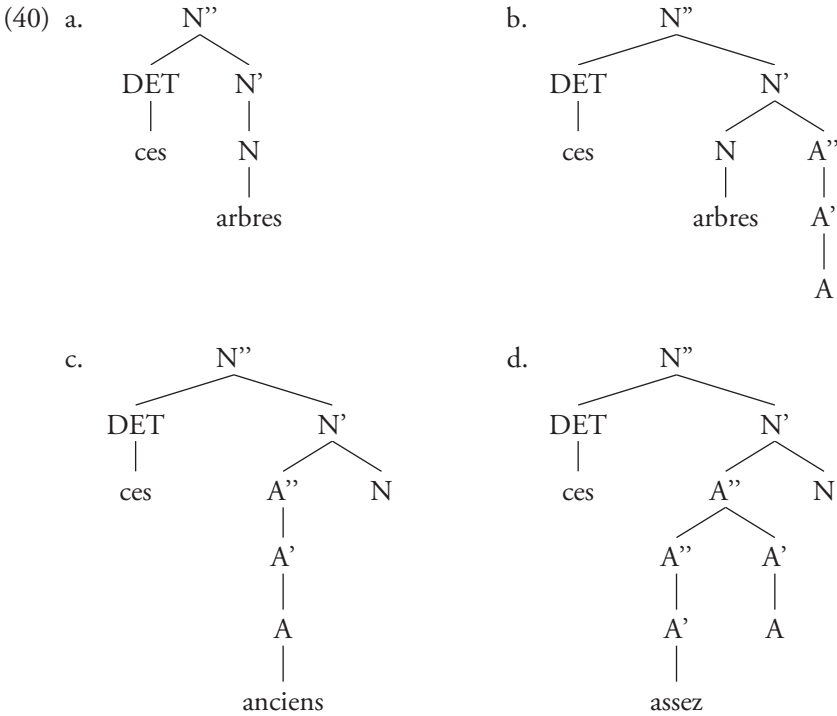 (40) a. N’’ b. N”
DET N’ DET N’
ces N ces N A’’
arbres arbres A’
A
c. N’’ d. N”
DET N’ DET N’
ces A’’ N ces A’’ N
A’ A’’ A’
A A’ A
anciens assez